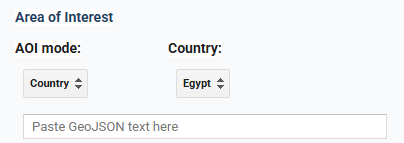 Area of Interest
AOI mode: Country:
Country Egypt
Paste GeoJSON text here